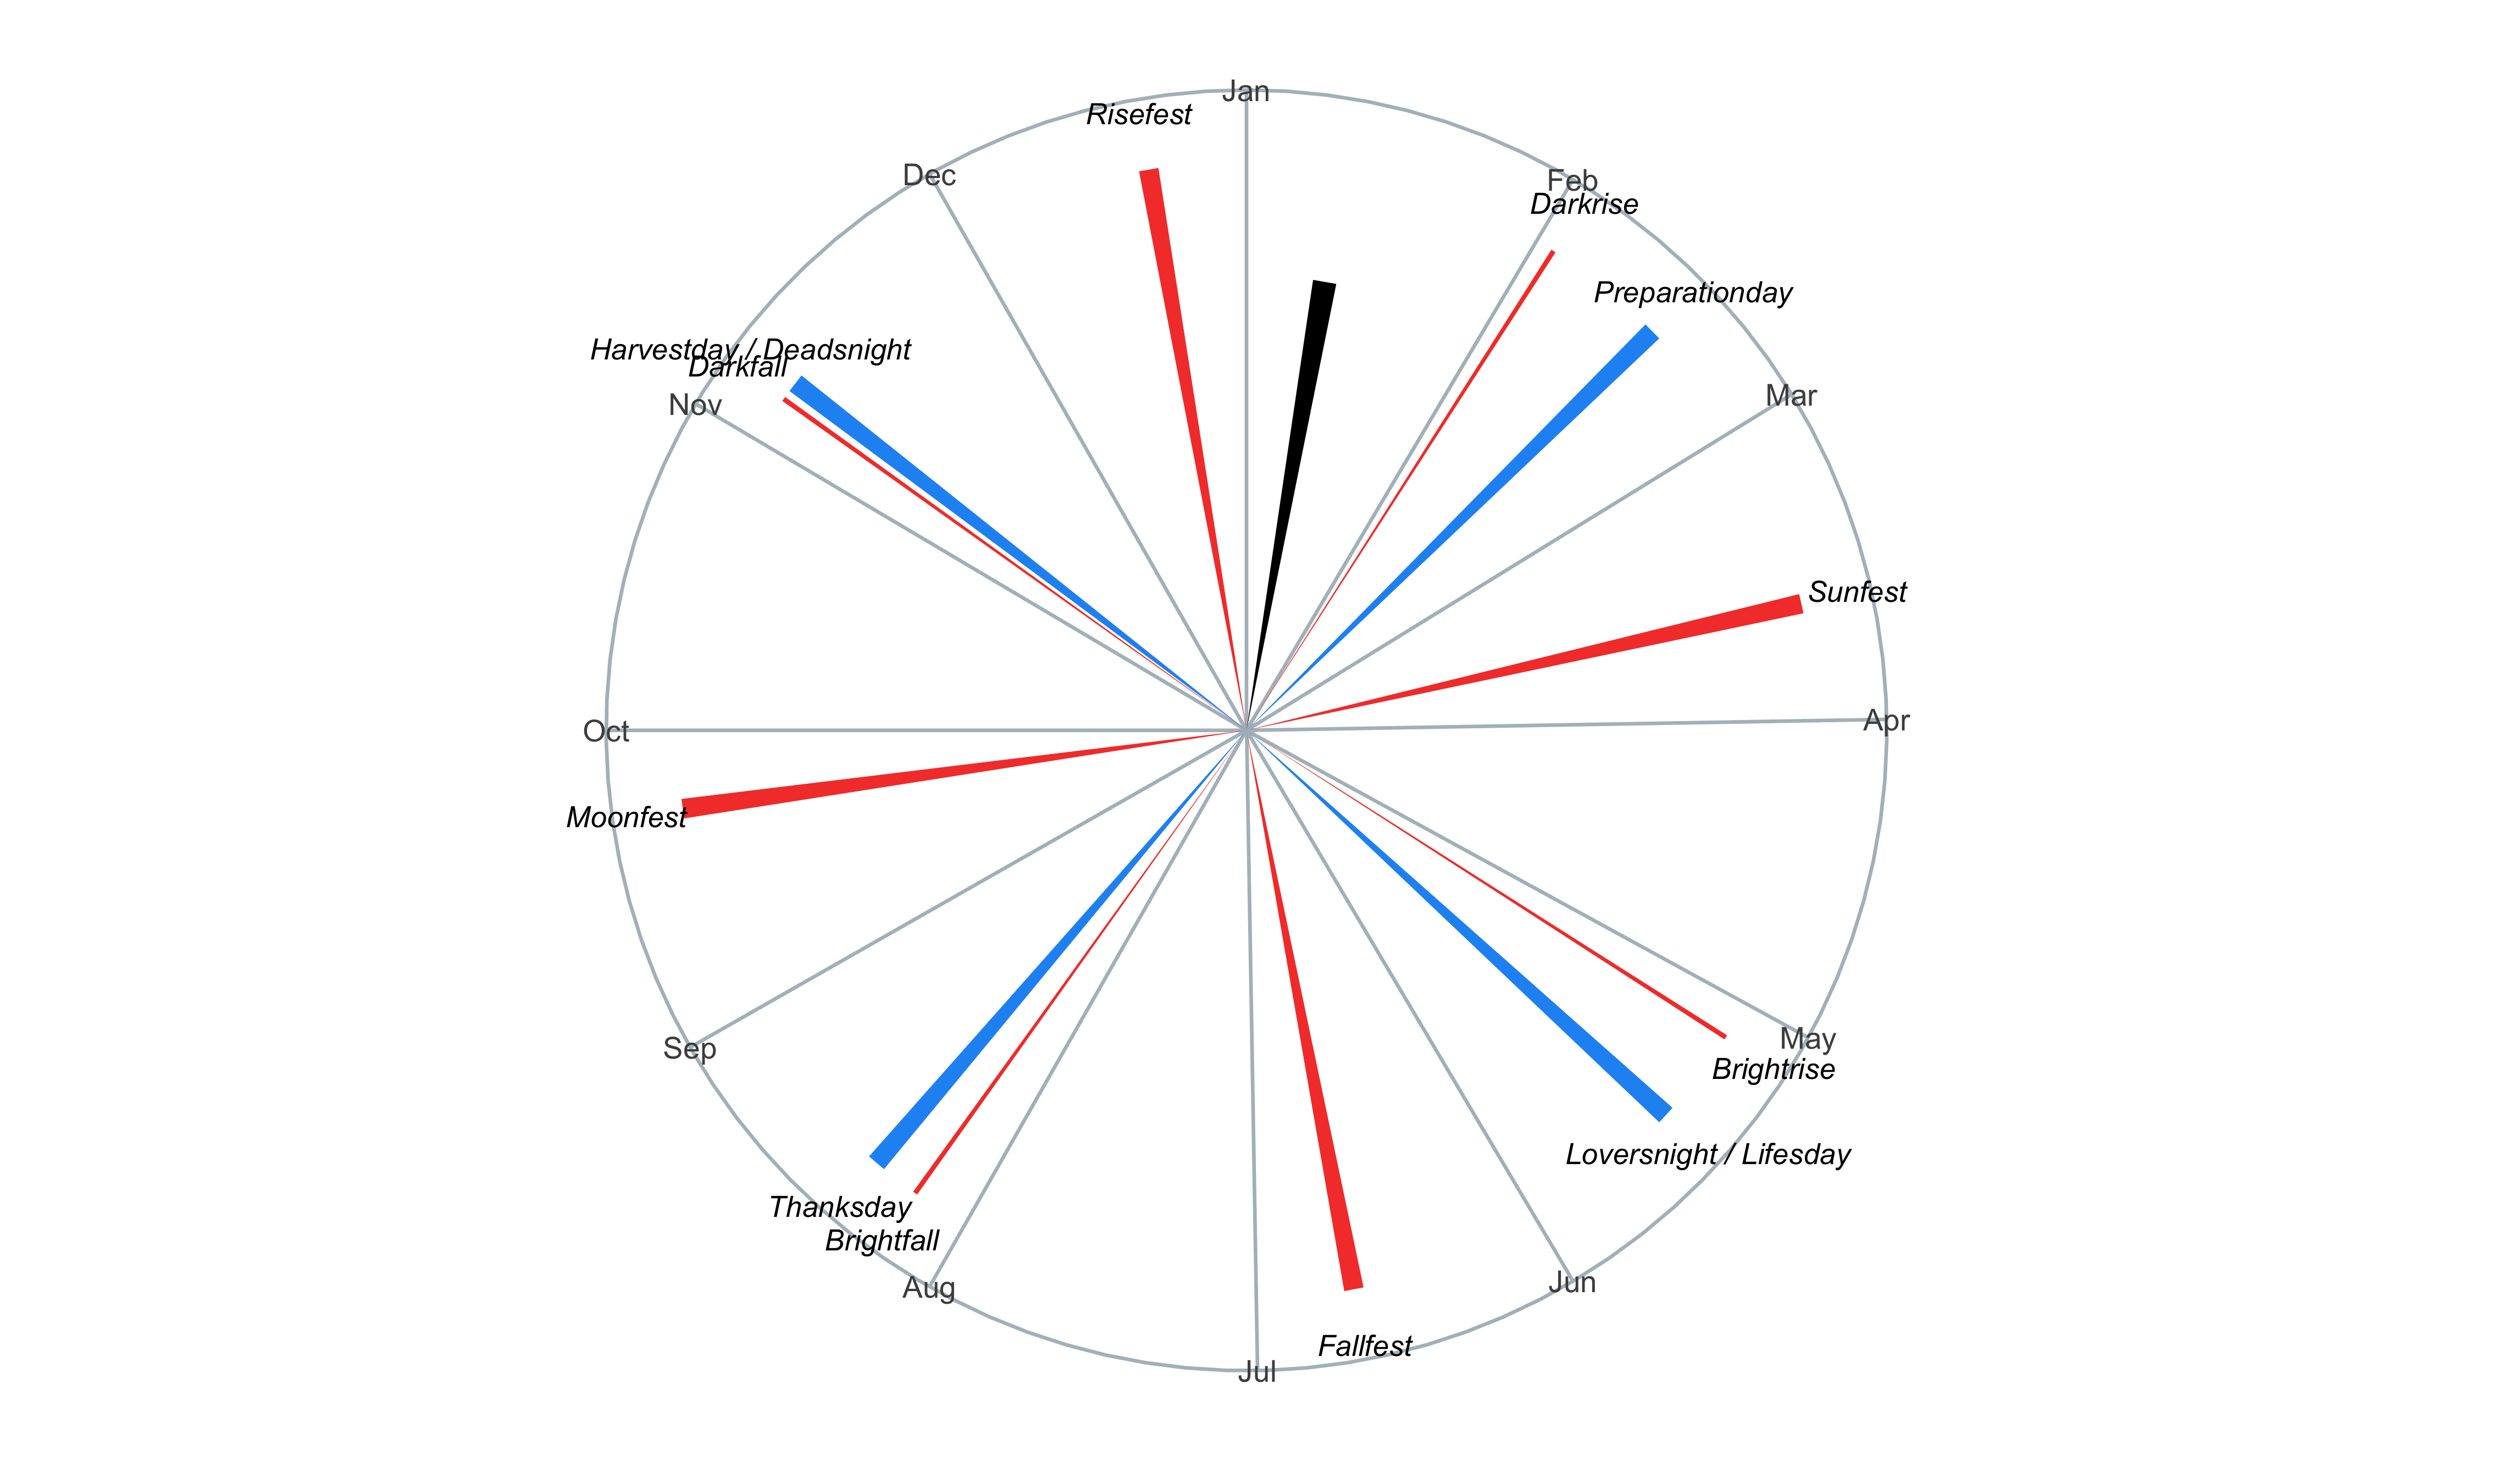 Jan
Risefest
Dec
Feb
Darkrise
Preparationday
Harvestday / Deadsnight
Darkfall
Nov
Mar
Sunfest
Oct
Apr
Moonfest
Sep
May
Brightrise
Loversnight / Lifesday
Thanksday
Brightfall
Aug
Jun
Fallfest
Jul